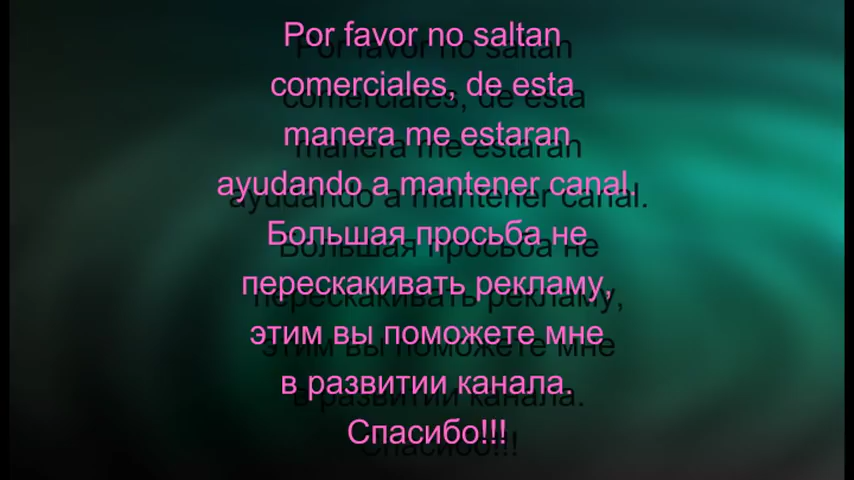 Por favor no saltan
comerciales, de esta
manera me estaran
ayudando a mantener canal.
Большая просьба не
перескакивать рекламу,
этим вы поможете мне
в развитии канала.
Спасибо!!!